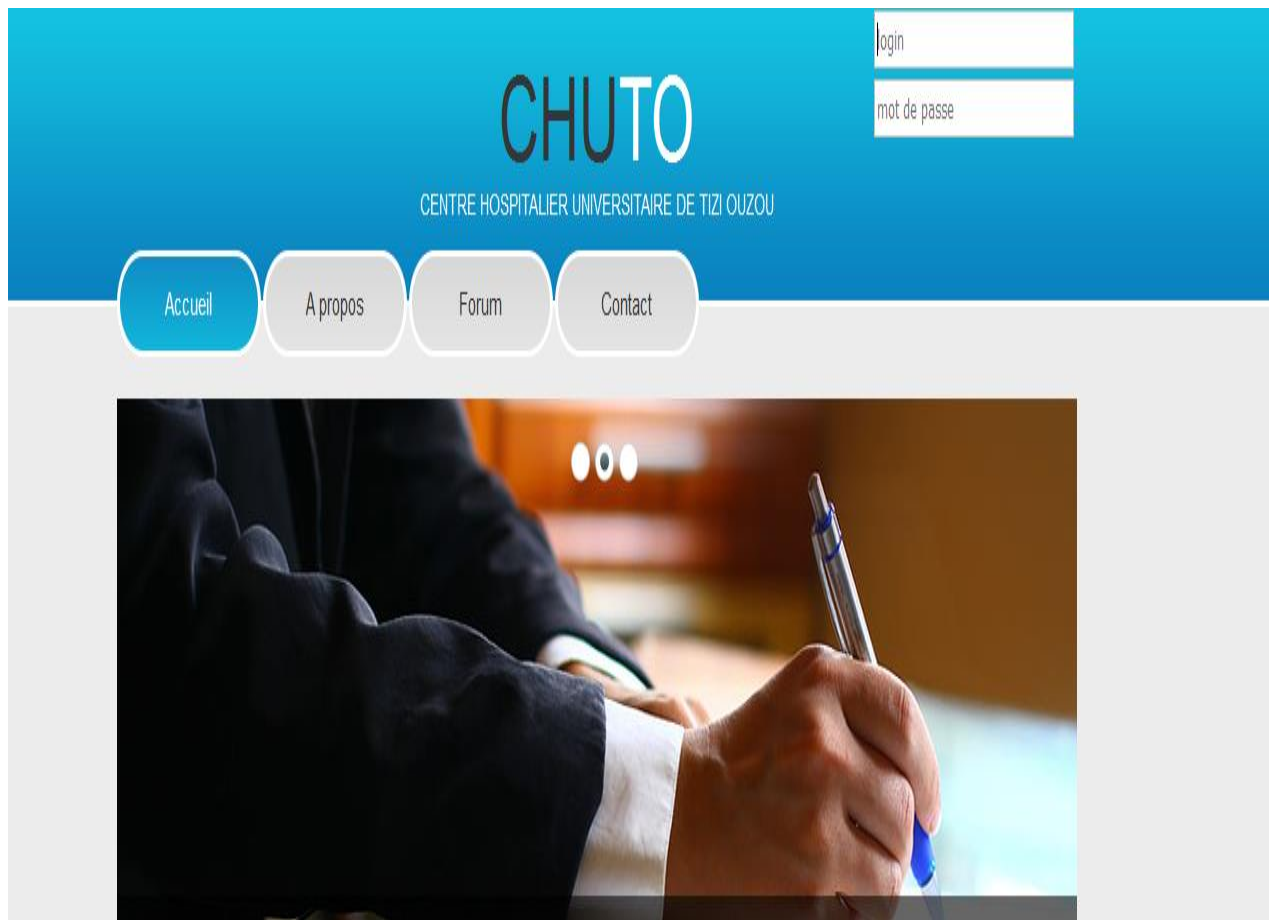 login
mot de passe
CHUTO
CENTRE HOSPITALIER UNIVERSITAIRE DE TIZI OUZOU
Accueil
A propos
Forum
Contact